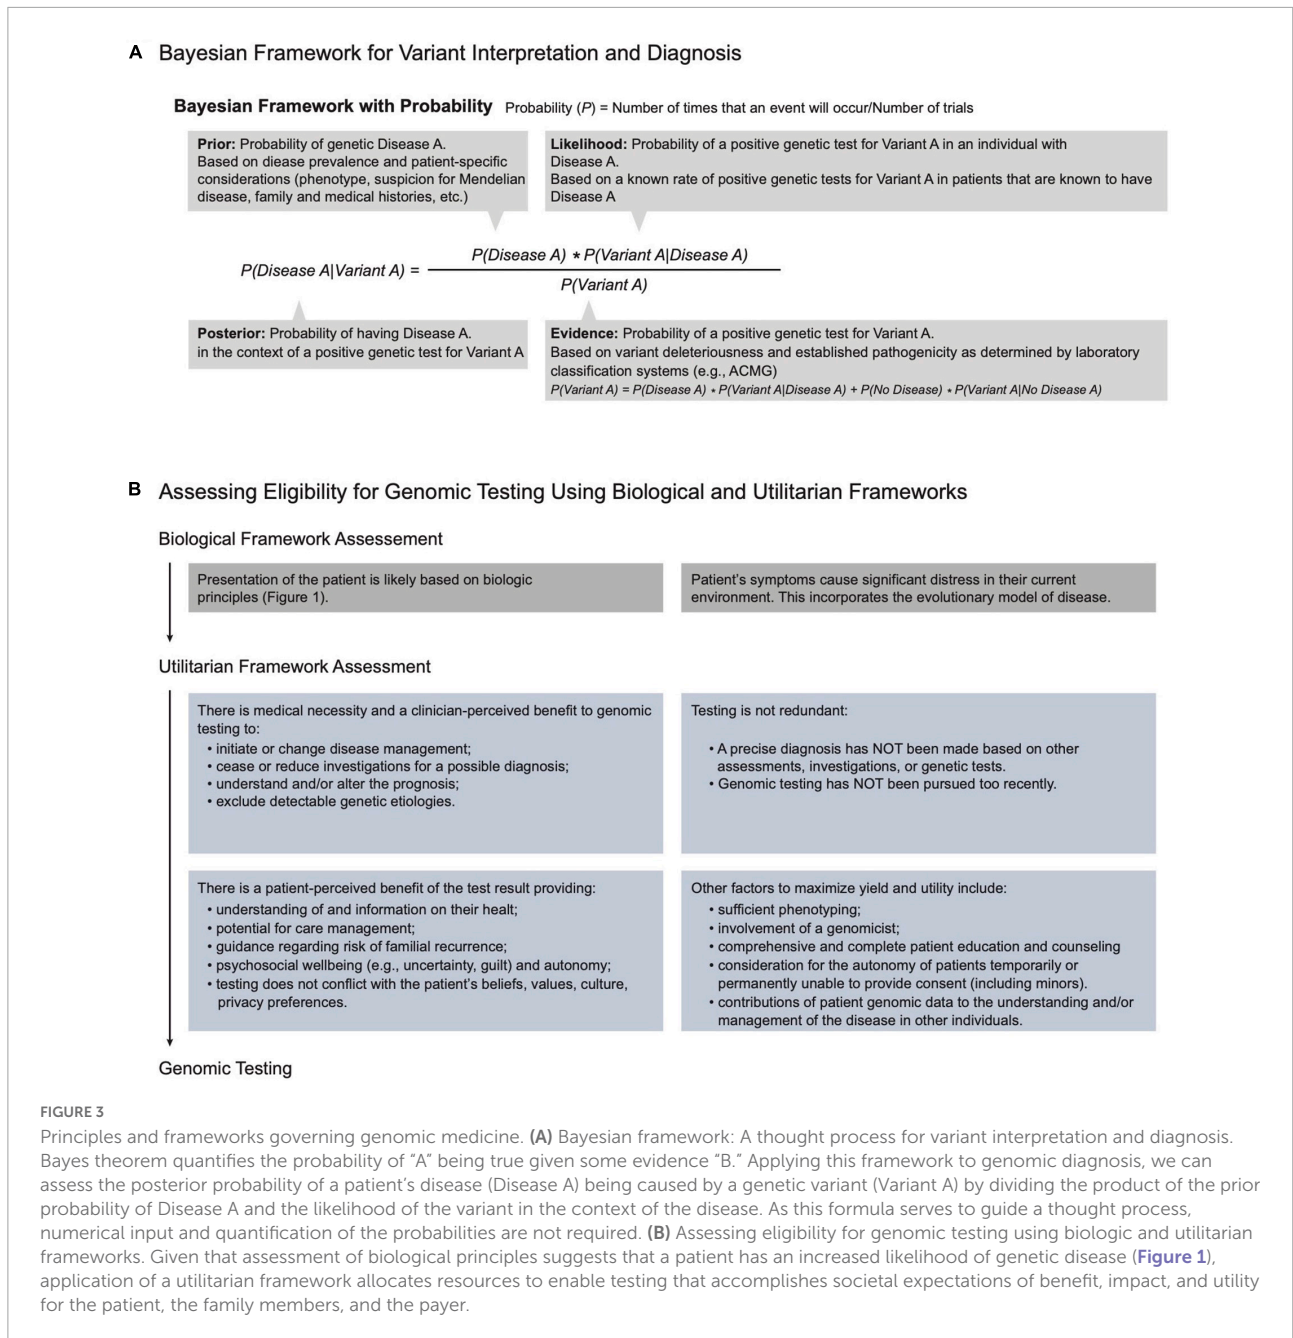 A Bayesian Framework for Variant Interpretation and Diagnosis
Bayesian Framework with Probability Probability (P) = Number of times that an event will occur/Number of trials
Prior: Probability of genetic Disease A.
Based on diease prevalence and patient-specific
considerations (phenotype, suspicion for Mendelian
disease, family and medical histories, etc.)
Likelihood: Probability of a positive genetic test for Variant A in an individual with
Disease A.
Based on a known rate of positive genetic tests for Variant A in patients that are known to have
Disease A
P(Disease A) * P(Variant A|Disease A)
P(Disease A|Variant A) =
P(Variant A)
Posterior: Probability of having Disease A.
in the context of a positive genetic test for Variant A
Evidence: Probability of a positive genetic test for Variant A.
Based on variant deleteriousness and established pathogenicity as determined by laboratory
classification systems (e.g., ACMG)
P(Variant A) = P(Disease A) * P(Variant A|Disease A) + P(No Disease) * P(Variant A|No Disease A)
B Assessing Eligibility for Genomic Testing Using Biological and Utilitarian Frameworks
Biological Framework Assessement
Presentation of the patient is likely based on biologic
principles (Figure 1).
Patient's symptoms cause significant distress in their current
environment. This incorporates the evolutionary model of disease.
Utilitarian Framework Assessment
There is medical necessity and a clinician-perceived benefit to genomic
testing to:
• initiate or change disease management;
• cease or reduce investigations for a possible diagnosis;
• understand and/or alter the prognosis;
• exclude detectable genetic etiologies.
Testing is not redundant:
• A precise diagnosis has NOT been made based on other
assessments, investigations, or genetic tests.
• Genomic testing has NOT been pursued too recently.
There is a patient-perceived benefit of the test result providing:
• understanding of and information on their healt;
• potential for care management;
• guidance regarding risk of familial recurrence;
• psychosocial wellbeing (e.g., uncertainty, guilt) and autonomy;
• testing does not conflict with the patient's beliefs, values, culture,
privacy preferences.
Other factors to maximize yield and utility include:
• sufficient phenotyping;
• involvement of a genomicist;
• comprehensive and complete patient education and counseling
• consideration for the autonomy of patients temporarily or
permanently unable to provide consent (including minors).
• contributions of patient genomic data to the understanding and/or
management of the disease in other individuals.
Genomic Testing
FIGURE 3
Principles and frameworks governing genomic medicine. (A) Bayesian framework: A thought process for variant interpretation and diagnosis.
Bayes theorem quantifies the probability of "A" being true given some evidence "B." Applying this framework to genomic diagnosis, we can
assess the posterior probability of a patient's disease (Disease A) being caused by a genetic variant (Variant A) by dividing the product of the prior
probability of Disease A and the likelihood of the variant in the context of the disease. As this formula serves to guide a thought process,
numerical input and quantification of the probabilities are not required. (B) Assessing eligibility for genomic testing using biologic and utilitarian
frameworks. Given that assessment of biological principles suggests that a patient has an increased likelihood of genetic disease (Figure 1),
application of a utilitarian framework allocates resources to enable testing that accomplishes societal expectations of benefit, impact, and utility
for the patient, the family members, and the payer.